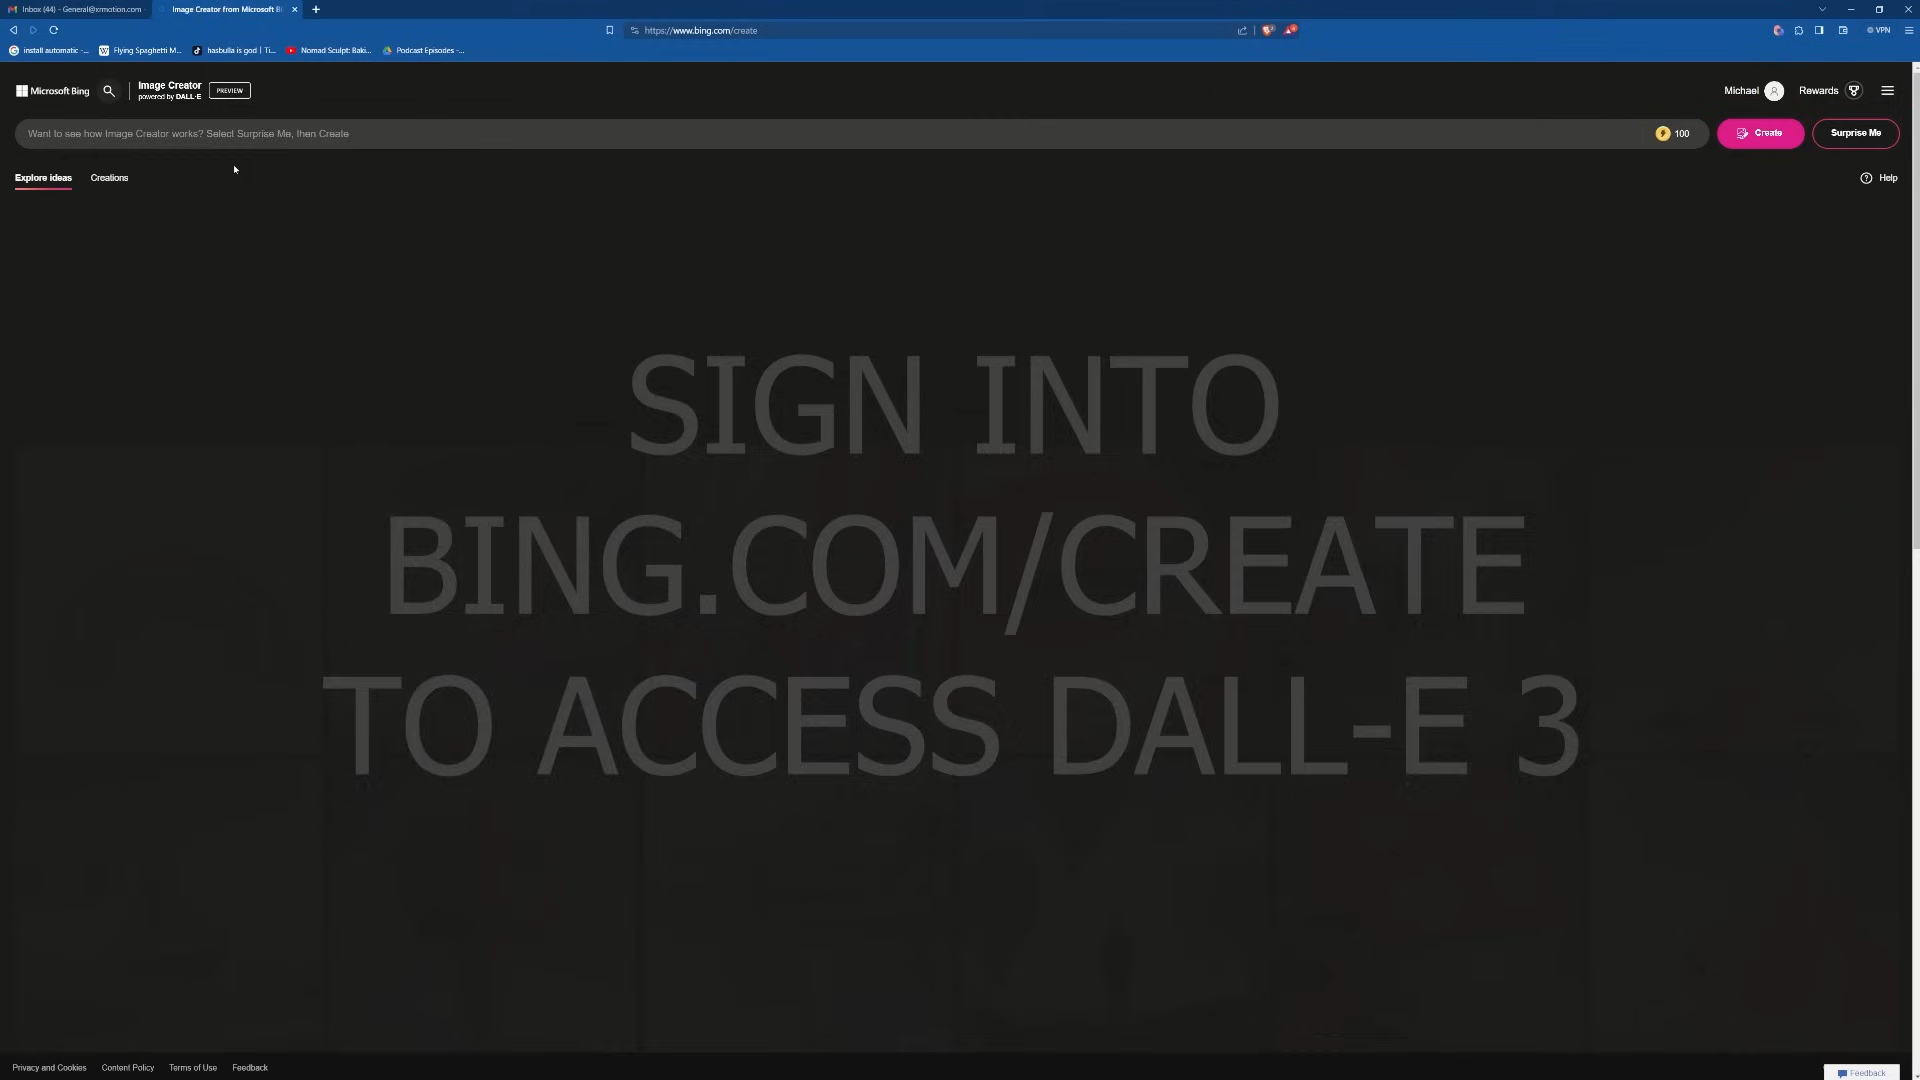 Inbox (44) - General@xrmotion.com
Image Creator from Microsoft Bi
https://www.bing.com/create
VPN
install automatic -...
Flying Spaghetti M...
hasbulla is god | Ti...
Nomad Sculpt: Baki...
Podcast Episodes -...
Microsoft Bing
Image Creator
powered by DALL·E
PREVIEW
Michael
Rewards
Want to see how Image Creator works? Select Surprise Me, then Create
100
Create
Surprise Me
Explore ideas
Creations
Help
SIGN INTO
BING.COM/CREATE
TO ACCESS DALL-E 3
Privacy and Cookies
Content Policy
Terms of Use
Feedback
Feedback